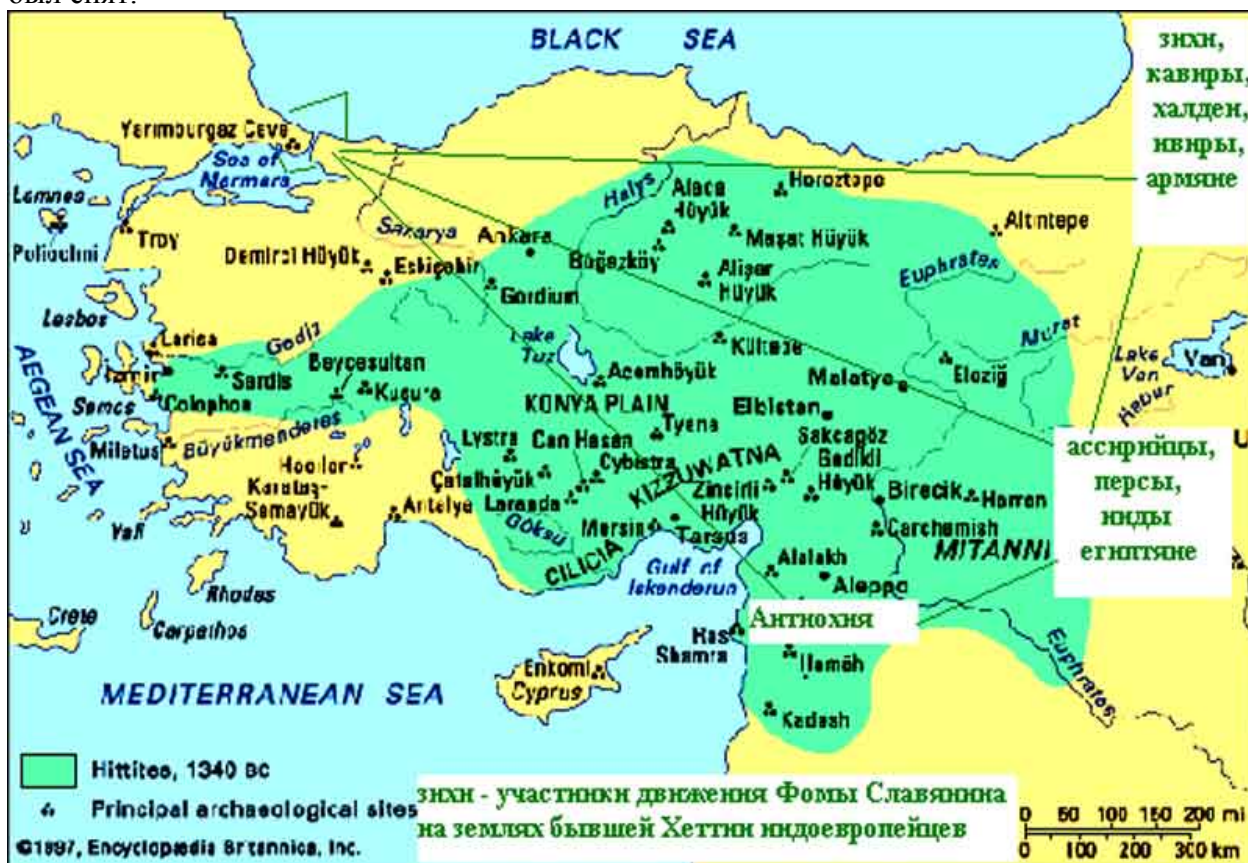 BLACK SEA
зихи,
кавиры,
халдеи,
ивиры,
армяне
Yarımburgaz Cave
Sea of
Marmara
Lemnos
Poliochni
Troy
Sakarya
Ankara
Halys
Alaca
Hüyük
Horoztepe
Altıntepe
Demirci Hüyük
Eskişehir
Boğazköy
Maşat Hüyük
Alişar
Hüyük
Euphrates
Gordium
Lesbos
Larisa
Gediz
Lake
Tuz
Kültepe
Murat
Elaziğ
Lake
Van
Van
AEGEAN SEA
Izmir
Sardis
Beycesultan
Kusura
Acemhöyük
Malatya
Colophon
Samos
KONYA PLAIN
Elbistan
Tyana
Miletus
Büyükmenderes
Lystra
Can Hasan
Cybistra
KIZZUWATNA
Sakcagöz
Gedikli
Hüyük
ассирийцы,
персы,
инды
египтяне
Hacilar
Çatalhüyük
Laranda
Zincirli
Hüyük
Birecik
Harran
Karataş-
Semayük
Antalya
Göksu
Mersin
Tarsus
Carchemish
MITANNI
CILICIA
Gulf of
Iskenderun
Alalakh
Aleppo
Rhodes
Антиохия
Crete
Carpathos
Ras
Shamra
Hamāh
Euphrates
Enkomi
Cyprus
MEDITERRANEAN SEA
Kadesh
Hittites, 1340 BC
Principal archaeological sites
©1997, Encyclopædia Britannica, Inc.
зихи - участники движения Фомы Славянина
на землях бывшей Хеттии индоевропейцев
0 50 100 150 200 mi
0 100 200 300 km